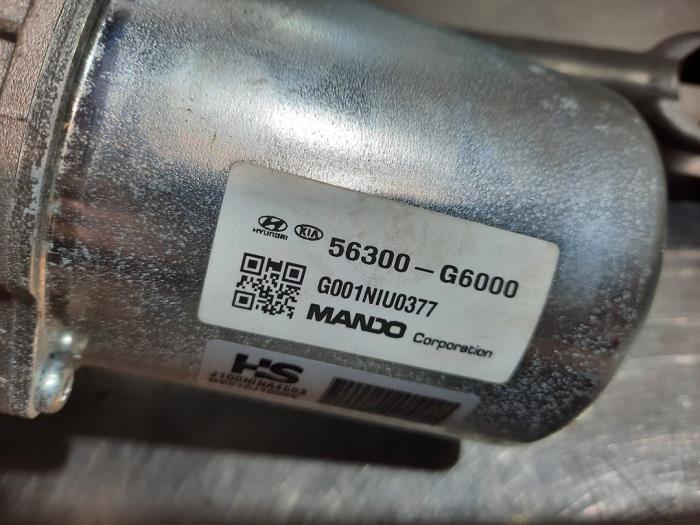 HYUNDAI KIA 56300-G6000
G001NIU0377
MANDO Corporation
HS